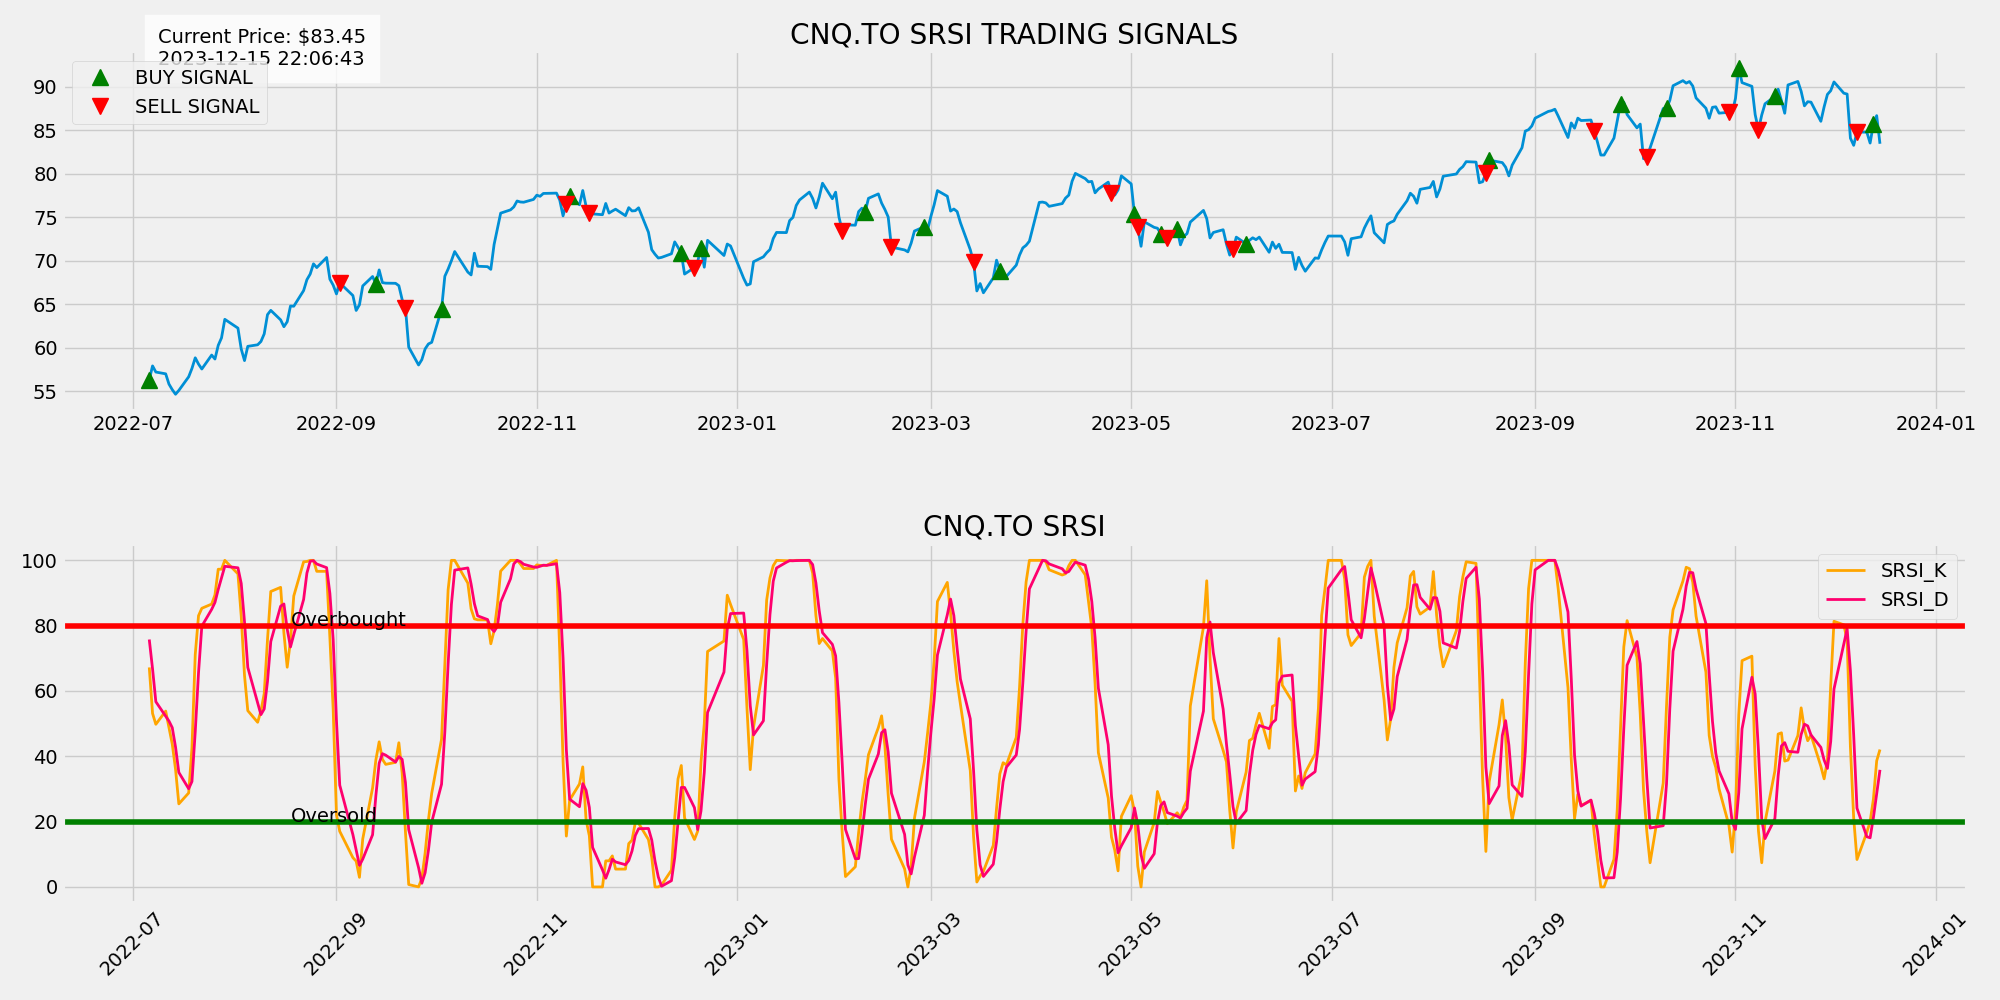 CNQ.TO SRSI TRADING SIGNALS
Current Price: $83.45
2023-12-15 22:06:43
BUY SIGNAL
SELL SIGNAL
90
85
80
75
70
65
60
55
2022-07 2022-09 2022-11 2023-01 2023-03 2023-05 2023-07 2023-09 2023-11 2024-01
CNQ.TO SRSI
SRSI_K
SRSI_D
Overbought
Oversold
100
80
60
40
20
0
2022-07 2022-09 2022-11 2023-01 2023-03 2023-05 2023-07 2023-09 2023-11 2024-01